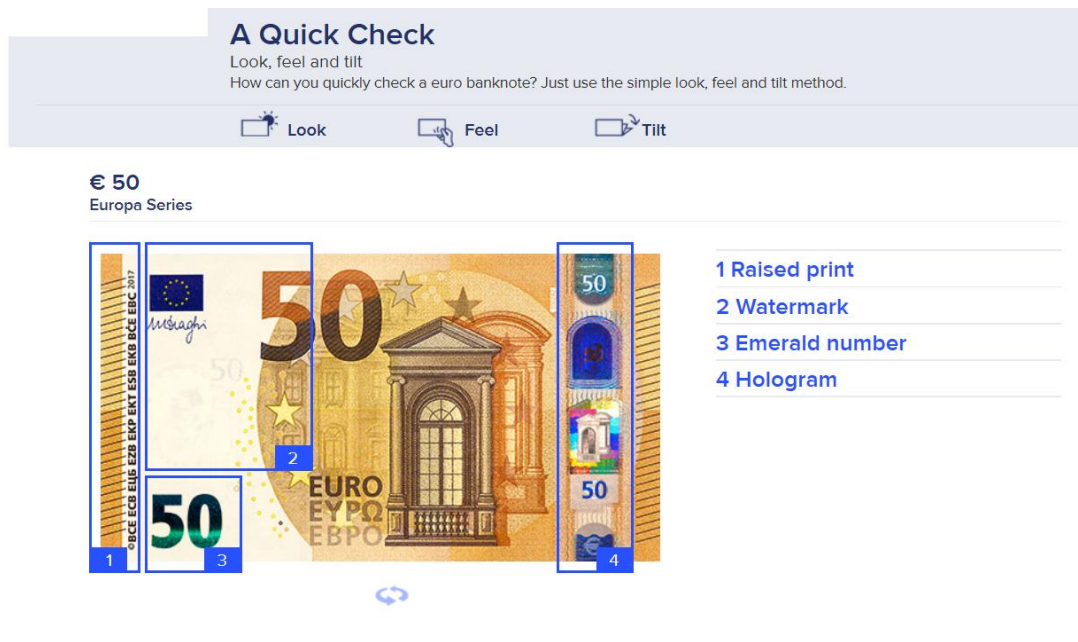 A Quick Check
Look, feel and tilt
How can you quickly check a euro banknote? Just use the simple look, feel and tilt method.
Look
Feel
Tilt
€ 50
Europa Series
©BCE ECB ЕЦБ EZB EKP EKT ESB EKB BĊE EBC 2017
50
50
50
2
EURO
ΕΥΡΩ
ЕВРО
50
50
1
3
4
1 Raised print
2 Watermark
3 Emerald number
4 Hologram